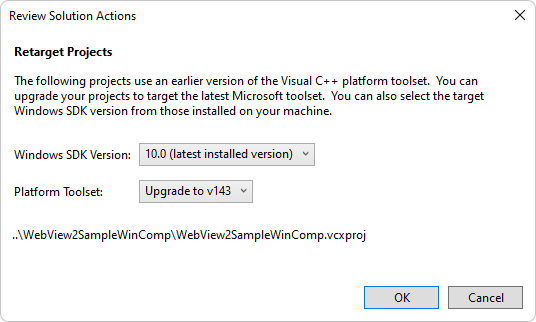 Review Solution Actions
Retarget Projects
The following projects use an earlier version of the Visual C++ platform toolset.  You can
upgrade your projects to target the latest Microsoft toolset.  You can also select the target
Windows SDK version from those installed on your machine.
Windows SDK Version: 10.0 (latest installed version)
Platform Toolset: Upgrade to v143
..\WebView2SampleWinComp\WebView2SampleWinComp.vcxproj
OK Cancel